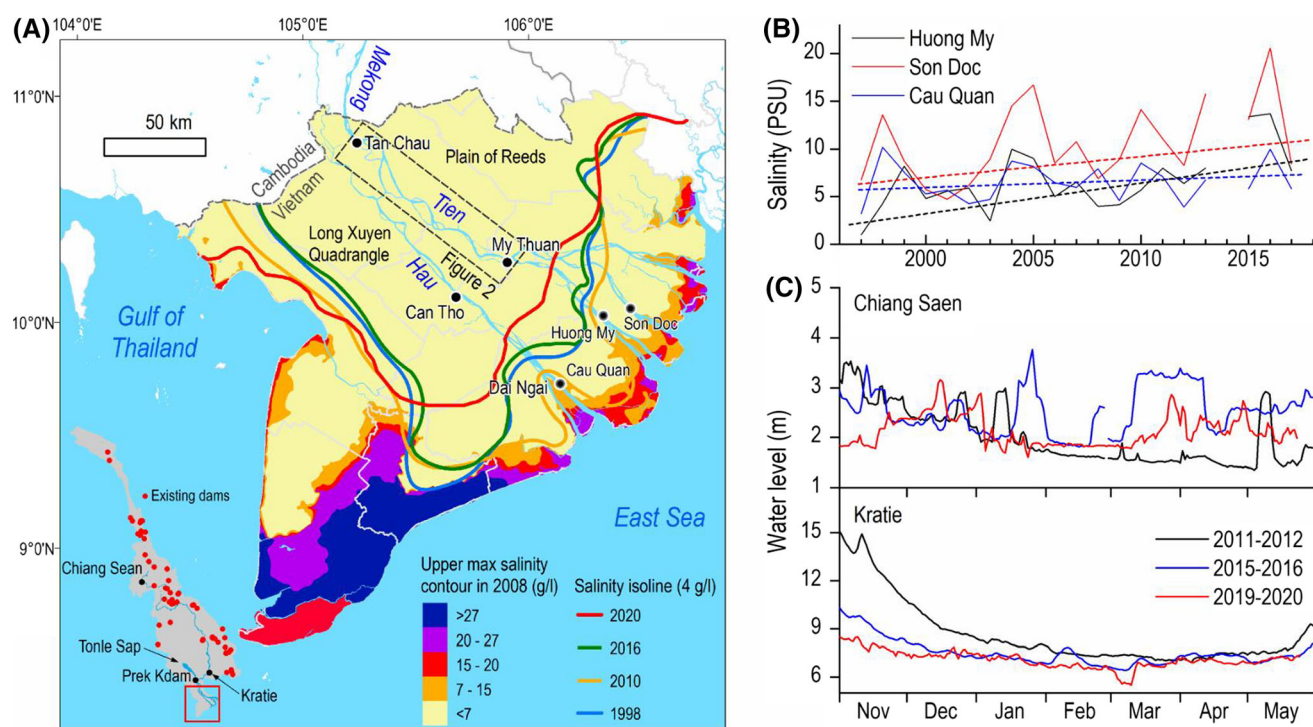 (A)
104°0'E
105°0'E
106°0'E
11°0'N
10°0'N
9°0'N
50 km
Mekong
Tan Chau
Cambodia
Vietnam
Plain of Reeds
Tien
Long Xuyen
Quadrangle
My Thuan
Figure 2
Hau
Can Tho
Gulf of
Thailand
Huong My
Son Doc
Cau Quan
Dai Ngai
East Sea
Existing dams
Chiang Sean
Tonle Sap
Prek Kdam
Kratie
Upper max salinity
contour in 2008 (g/l)
>27
20 - 27
15 - 20
7 - 15
<7
Salinity isoline (4 g/l)
2020
2016
2010
1998
(B)
Salinity (PSU)
20
15
10
5
0
Huong My
Son Doc
Cau Quan
2000
2005
2010
2015
(C)
Water level (m)
5
4
3
2
1
Chiang Saen
15
12
9
6
Kratie
2011-2012
2015-2016
2019-2020
Nov
Dec
Jan
Feb
Mar
Apr
May